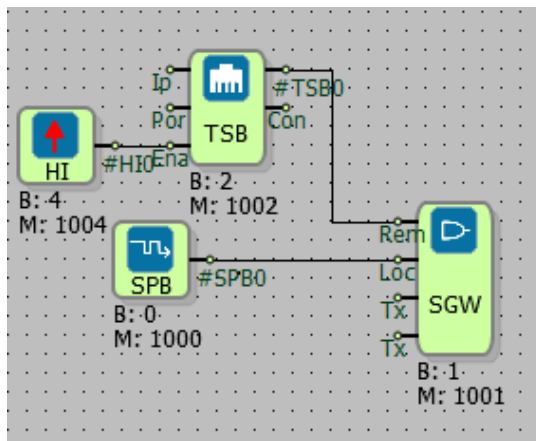 Ip
#TSB0
Por
Con
TSB
#HI0
Ena
HI
B: 2
M: 1002
B: 4
M: 1004
Rem
#SPB0
Loc
SPB
Tx
SGW
B: 0
M: 1000
Tx
B: 1
M: 1001